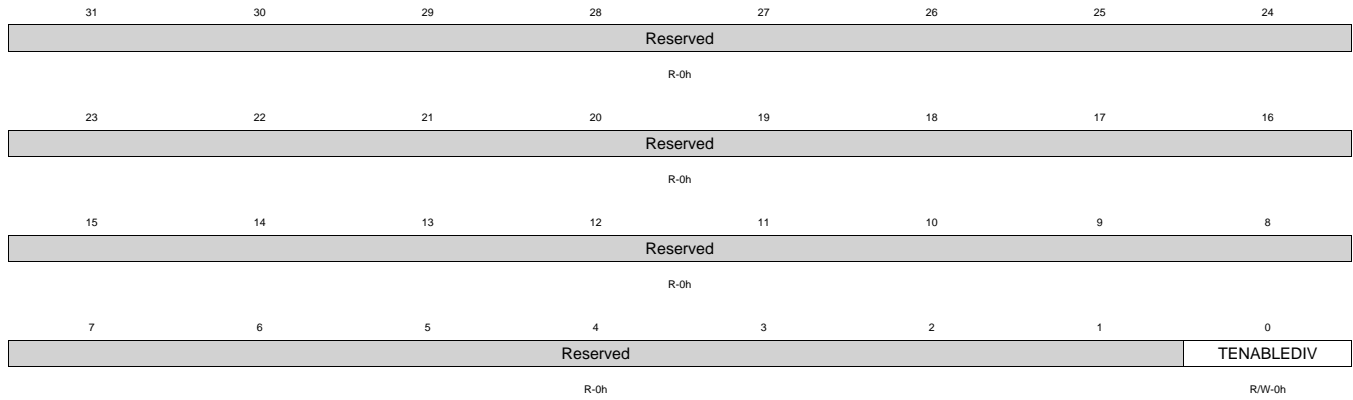 31 30 29 28 27 26 25 24
Reserved
R-0h
23 22 21 20 19 18 17 16
Reserved
R-0h
15 14 13 12 11 10 9 8
Reserved
R-0h
7 6 5 4 3 2 1 0
Reserved TENABLEDIV
R-0h R/W-0h